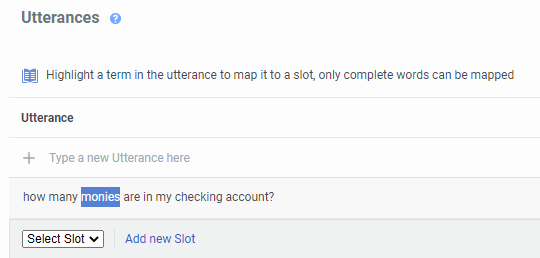 Utterances ?
Highlight a term in the utterance to map it to a slot, only complete words can be mapped
Utterance
+ Type a new Utterance here
how many monies are in my checking account?
Select Slot Add new Slot